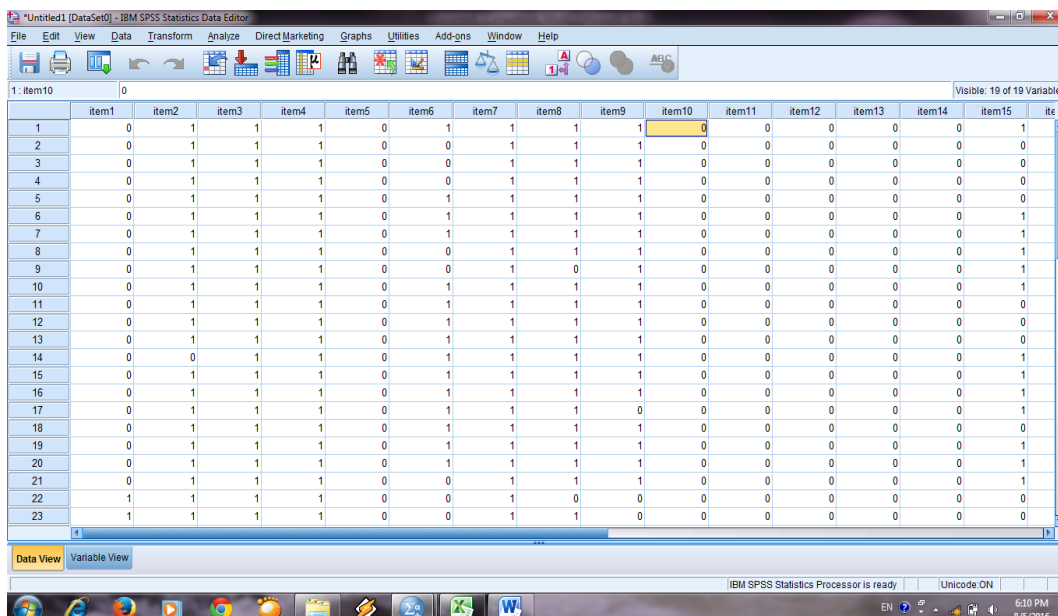 *Untitled1 [DataSet0] - IBM SPSS Statistics Data Editor
File Edit View Data Transform Analyze Direct Marketing Graphs Utilities Add-ons Window Help
1 : item10 0 Visible: 19 of 19 Variable
item1 item2 item3 item4 item5 item6 item7 item8 item9 item10 item11 item12 item13 item14 item15 ite
1 0 1 1 1 0 1 1 1 1 0 0 0 0 0 1
2 0 1 1 1 0 0 1 1 1 0 0 0 0 0 0
3 0 1 1 1 0 0 1 1 1 0 0 0 0 0 0
4 0 1 1 1 0 0 1 1 1 0 0 0 0 0 0
5 0 1 1 1 0 1 1 1 1 0 0 0 0 0 0
6 0 1 1 1 0 1 1 1 1 0 0 0 0 0 1
7 0 1 1 1 0 1 1 1 1 0 0 0 0 0 1
8 0 1 1 1 0 0 1 1 1 0 0 0 0 0 1
9 0 1 1 1 0 0 1 0 1 0 0 0 0 0 1
10 0 1 1 1 0 1 1 1 1 0 0 0 0 0 1
11 0 1 1 1 0 1 1 1 1 0 0 0 0 0 0
12 0 1 1 1 0 1 1 1 1 0 0 0 0 0 0
13 0 1 1 1 0 1 1 1 1 0 0 0 0 0 0
14 0 0 1 1 0 1 1 1 1 0 0 0 0 0 1
15 0 1 1 1 0 1 1 1 1 0 0 0 0 0 1
16 0 1 1 1 0 1 1 1 1 0 0 0 0 0 1
17 0 1 1 1 0 1 1 1 0 0 0 0 0 0 1
18 0 1 1 1 0 1 1 1 1 0 0 0 0 0 0
19 0 1 1 1 0 1 1 1 1 0 0 0 0 0 1
20 0 1 1 1 0 1 1 1 1 0 0 0 0 0 1
21 0 1 1 1 0 0 1 1 1 0 0 0 0 0 1
22 1 1 1 1 0 0 1 0 0 0 0 0 0 0 0
23 1 1 1 1 0 0 1 1 0 0 0 0 0 0 0
Data View Variable View
IBM SPSS Statistics Processor is ready Unicode:ON
EN 6:10 PM
8/5/2016